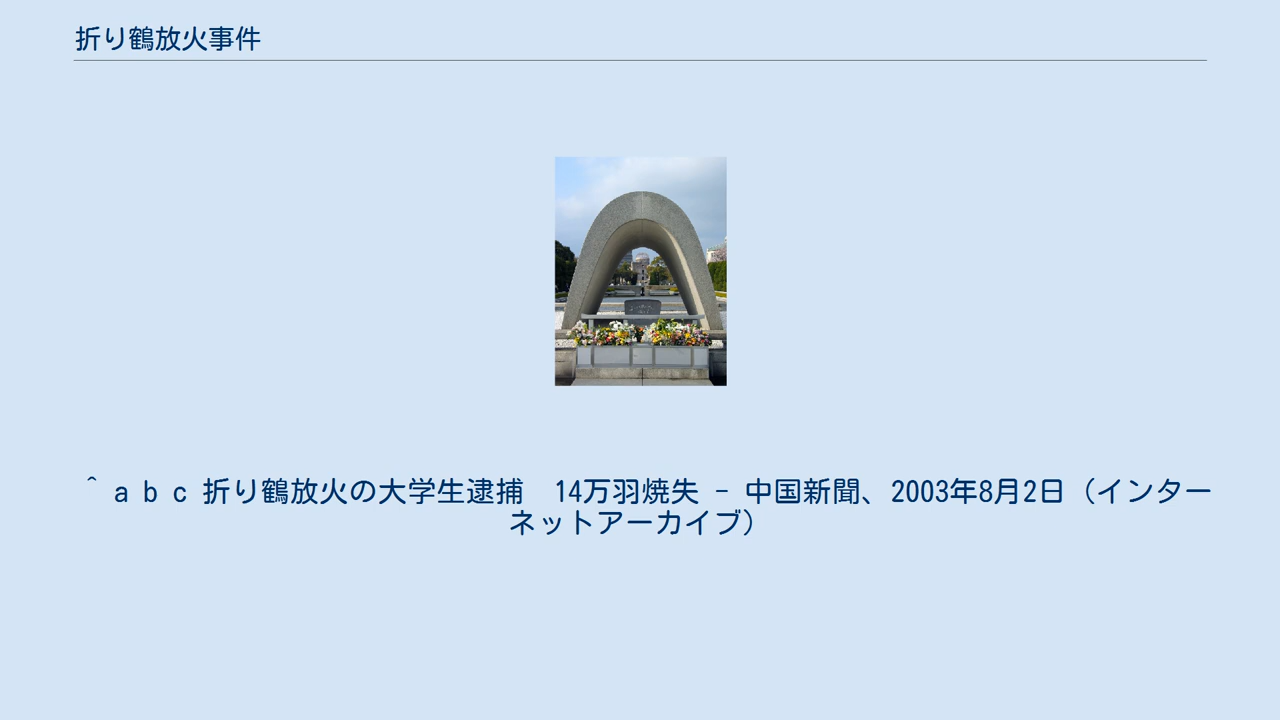 折り鶴放火事件
^ a b c 折り鶴放火の大学生逮捕　14万羽焼失 - 中国新聞、2003年8月2日（インター
ネットアーカイブ）